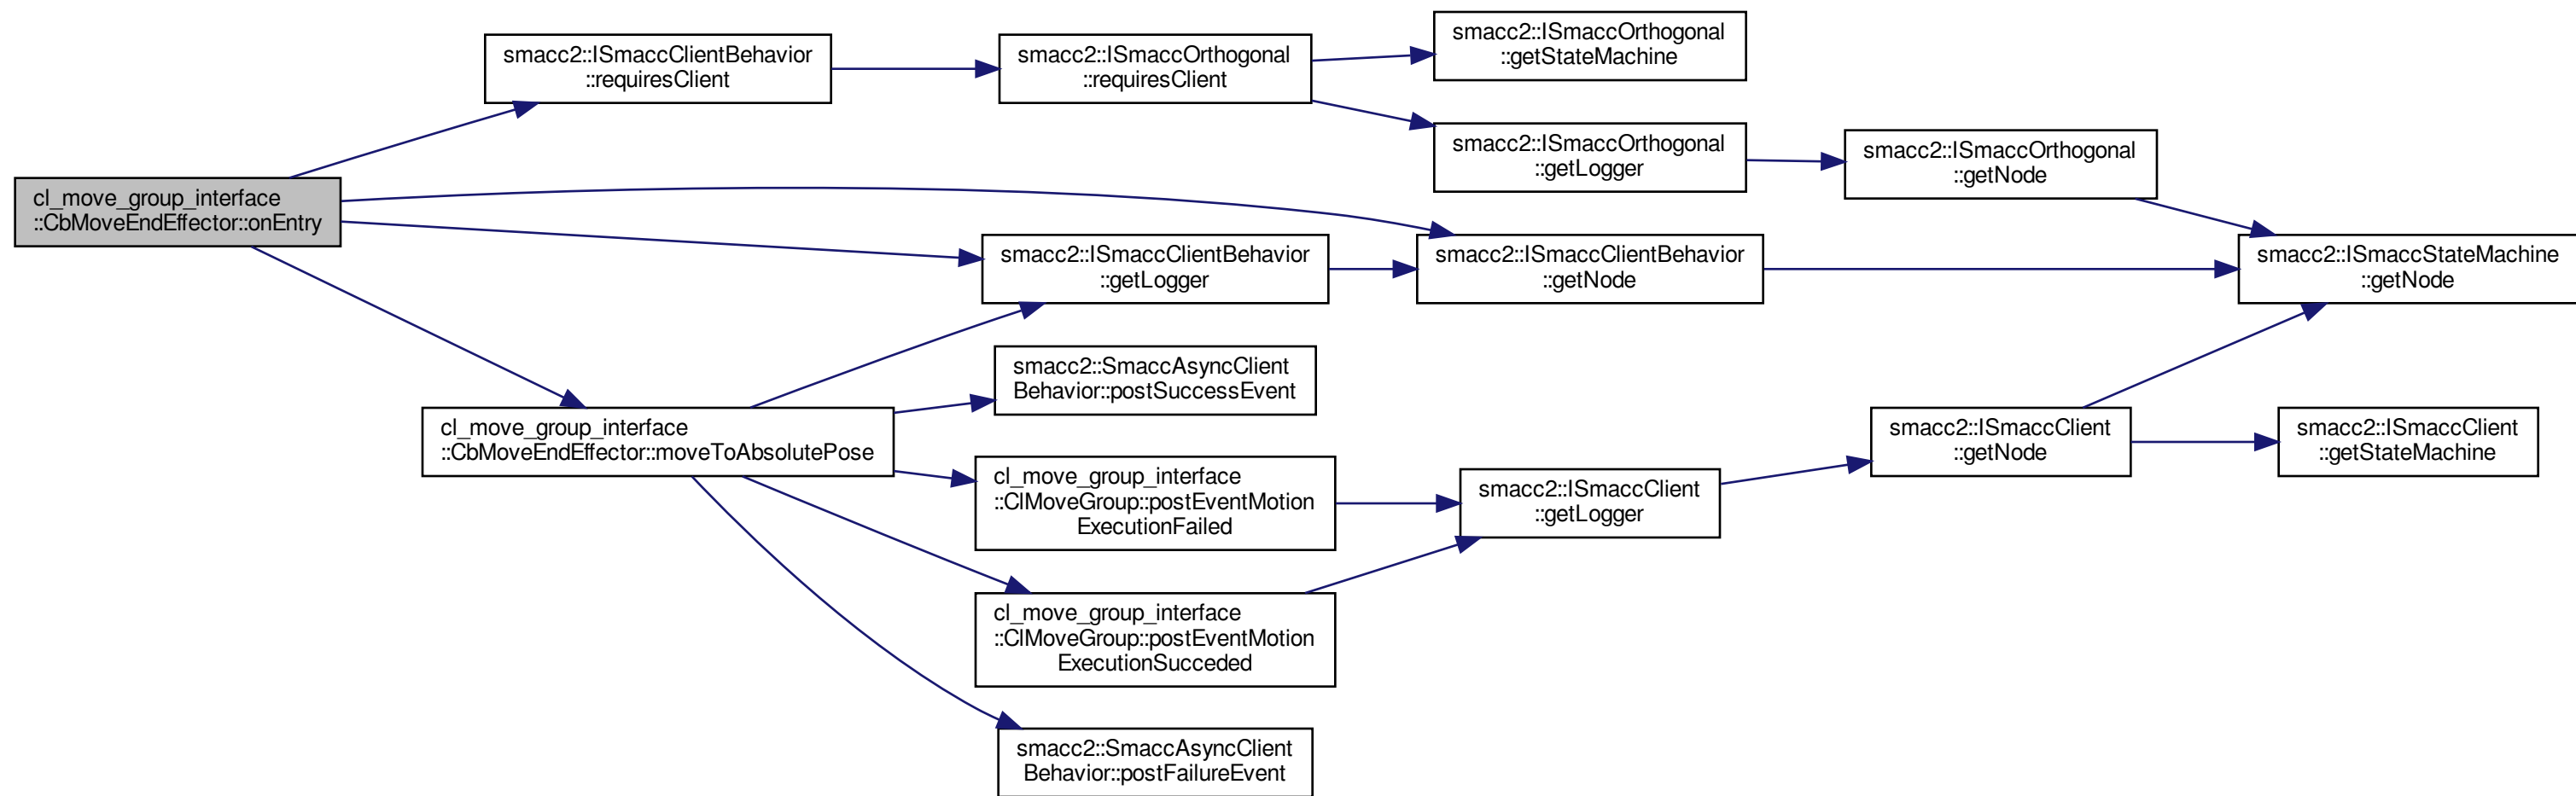 smacc2::ISmaccOrthogonal
::getStateMachine
smacc2::ISmaccClientBehavior
::requiresClient
smacc2::ISmaccOrthogonal
::requiresClient
smacc2::ISmaccOrthogonal
::getLogger
smacc2::ISmaccOrthogonal
::getNode
cl_move_group_interface
::CbMoveEndEffector::onEntry
smacc2::ISmaccClientBehavior
::getLogger
smacc2::ISmaccClientBehavior
::getNode
smacc2::ISmaccStateMachine
::getNode
smacc2::SmaccAsyncClient
Behavior::postSuccessEvent
cl_move_group_interface
::CbMoveEndEffector::moveToAbsolutePose
smacc2::ISmaccClient
::getNode
smacc2::ISmaccClient
::getStateMachine
cl_move_group_interface
::ClMoveGroup::postEventMotion
ExecutionFailed
smacc2::ISmaccClient
::getLogger
cl_move_group_interface
::ClMoveGroup::postEventMotion
ExecutionSucceded
smacc2::SmaccAsyncClient
Behavior::postFailureEvent